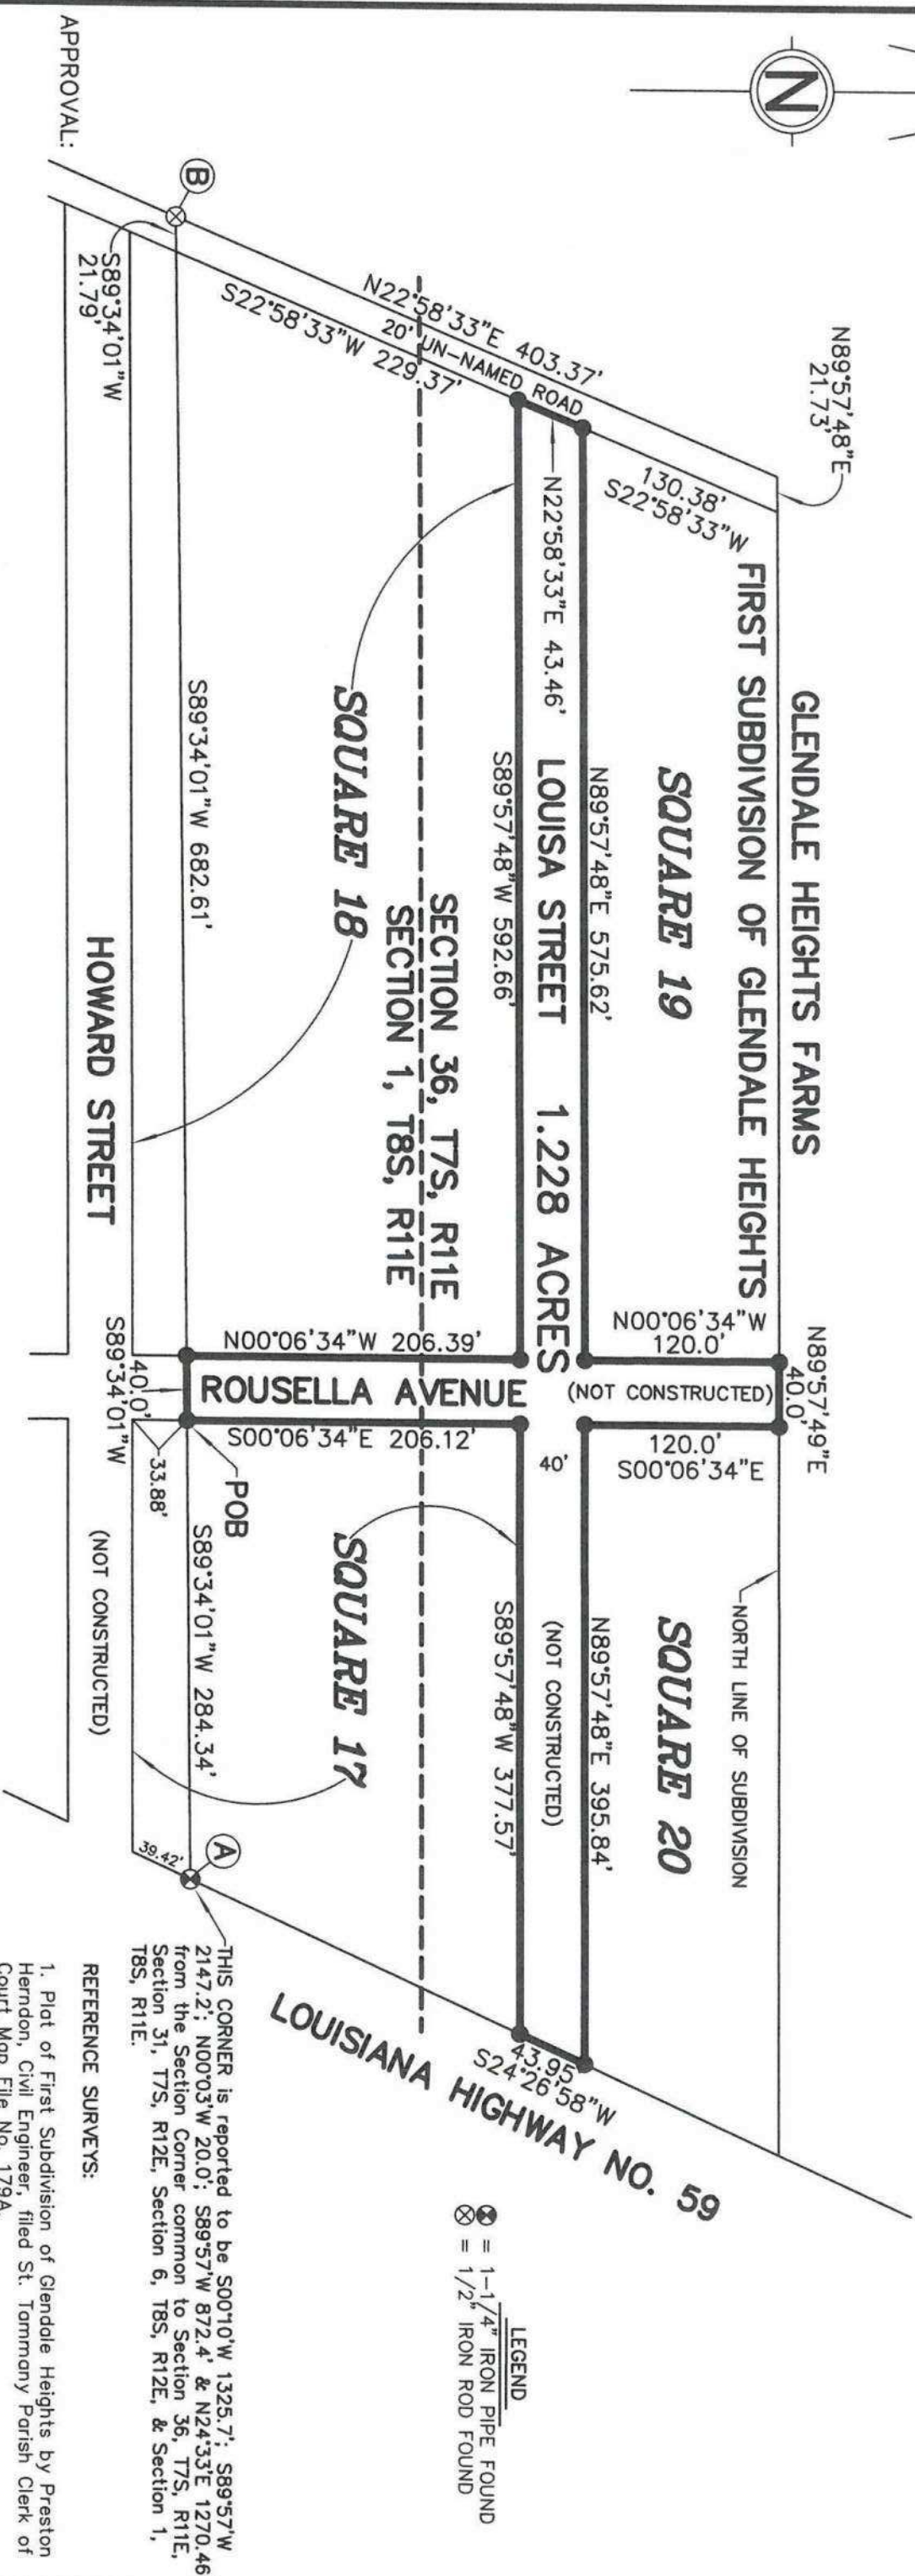 N
GLENDALE HEIGHTS FARMS
FIRST SUBDIVISION OF GLENDALE HEIGHTS
N89°57'48"E
21.73'
N89°57'49"E
40.0'
NORTH LINE OF SUBDIVISION
130.38'
S22°58'33"W
SQUARE 19
N00°06'34"W
120.0'
(NOT CONSTRUCTED)
120.0'
S00°06'34"E
SQUARE 20
N89°57'48"E 575.62'
N89°57'48"E 395.84'
N22°58'33"E 43.46'
LOUISA STREET
1.228 ACRES
40'
(NOT CONSTRUCTED)
43.95'
S24°26'58"W
S89°57'48"W 592.66'
S89°57'48"W 377.57'
N22°58'33"E 403.37'
20' UN-NAMED ROAD
S22°58'33"W 229.37'
SECTION 36, T7S, R11E
SECTION 1, T8S, R11E
SQUARE 18
N00°06'34"W 206.39'
ROUSELLA AVENUE
S00°06'34"E 206.12'
SQUARE 17
LOUISIANA HIGHWAY NO. 59
B
S89°34'01"W 682.61'
POB
S89°34'01"W 284.34'
A
S89°34'01"W
21.79'
40.0'
S89°34'01"W
33.88'
39.42'
HOWARD STREET
(NOT CONSTRUCTED)
APPROVAL:
LEGEND
= 1-1/4" IRON PIPE FOUND
= 1/2" IRON ROD FOUND
THIS CORNER is reported to be S00°10'W 1325.7'; S89°57'W
2147.2'; N00°03'W 20.0'; S89°57'W 872.4' & N24°33'E 1270.46
from the Section Corner common to Section 36, T7S, R11E,
Section 31, T7S, R12E, Section 6, T8S, R12E, & Section 1,
T8S, R11E.
REFERENCE SURVEYS:
1. Plat of First Subdivision of Glendale Heights by Preston
Herndon, Civil Engineer, filed St. Tammany Parish Clerk of
Court Map File No. 179A.